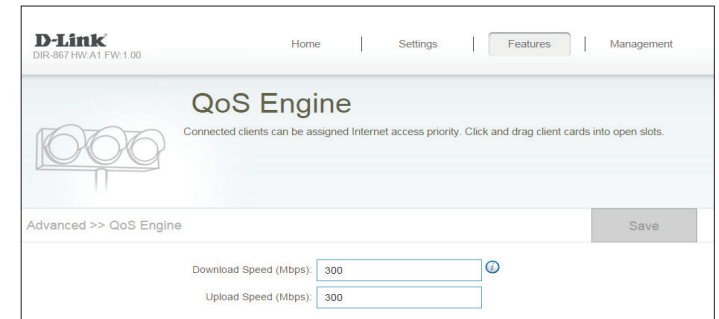 D-Link
DIR-867 HW:A1 FW:1.00
Home | Settings | Features | Management
QoS Engine
Connected clients can be assigned Internet access priority. Click and drag client cards into open slots.
Advanced >> QoS Engine
Save
Download Speed (Mbps): 300
i
Upload Speed (Mbps): 300